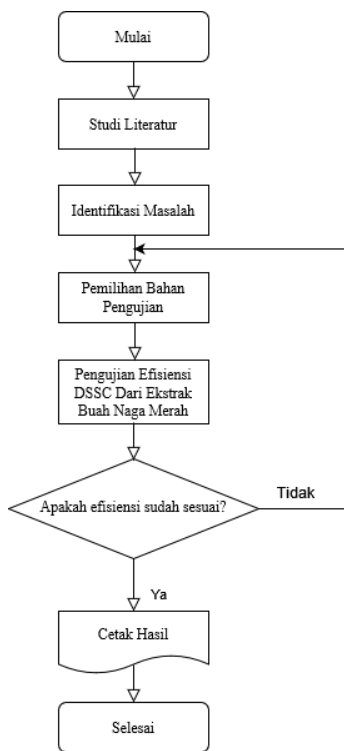 Mulai
Studi Literatur
Identifikasi Masalah
Pemilihan Bahan
Pengujian
Pengujian Efisiensi
DSSC Dari Ekstrak
Buah Naga Merah
Apakah efisiensi sudah sesuai?
Tidak
Ya
Cetak Hasil
Selesai